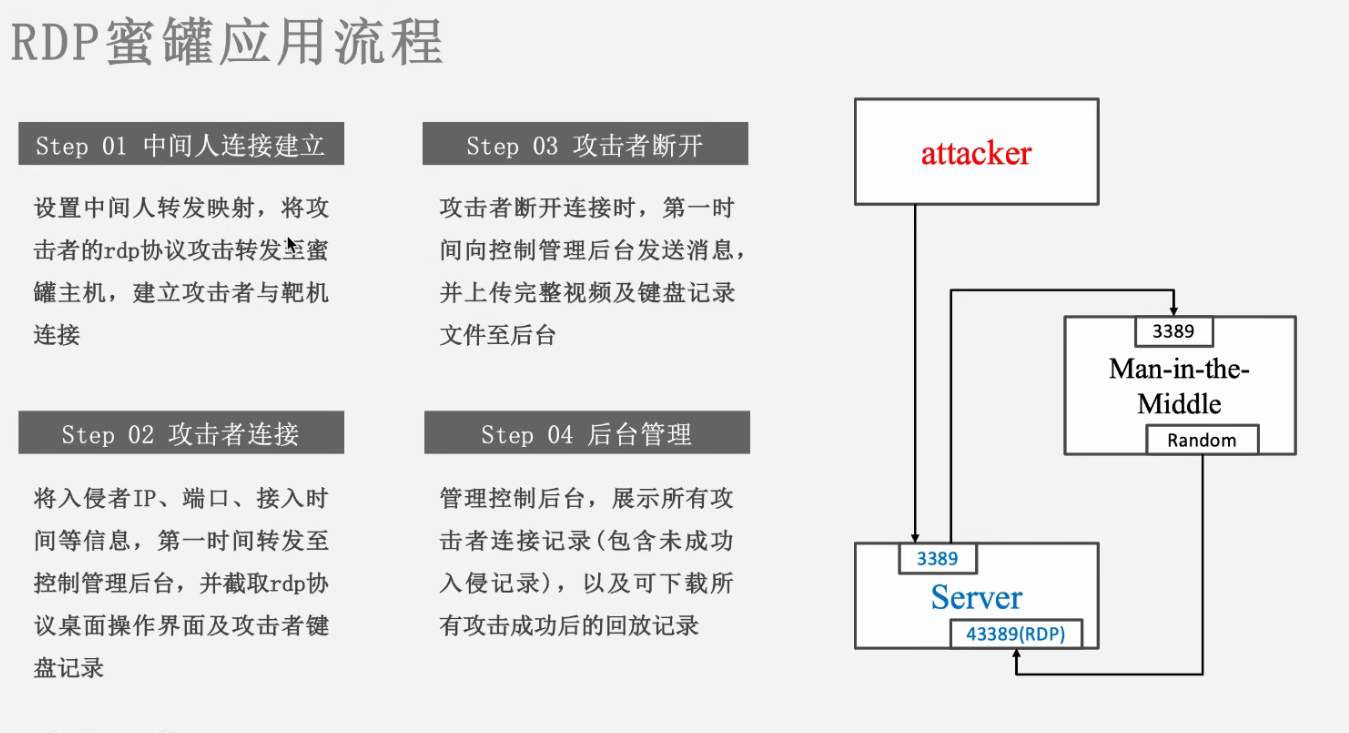 RDP蜜罐应用流程
Step 01 中间人连接建立
设置中间人转发映射，将攻
击者的rdp协议攻击转发至蜜
罐主机，建立攻击者与靶机
连接
Step 02 攻击者连接
将入侵者IP、端口、接入时
间等信息，第一时间转发至
控制管理后台，并截取rdp协
议桌面操作界面及攻击者键
盘记录
Step 03 攻击者断开
攻击者断开连接时，第一时
间向控制管理后台发送消息，
并上传完整视频及键盘记录
文件至后台
Step 04 后台管理
管理控制后台，展示所有攻
击者连接记录(包含未成功
入侵记录)，以及可下载所
有攻击成功后的回放记录
attacker
3389
Man-in-the-
Middle
Random
3389
Server
43389(RDP)